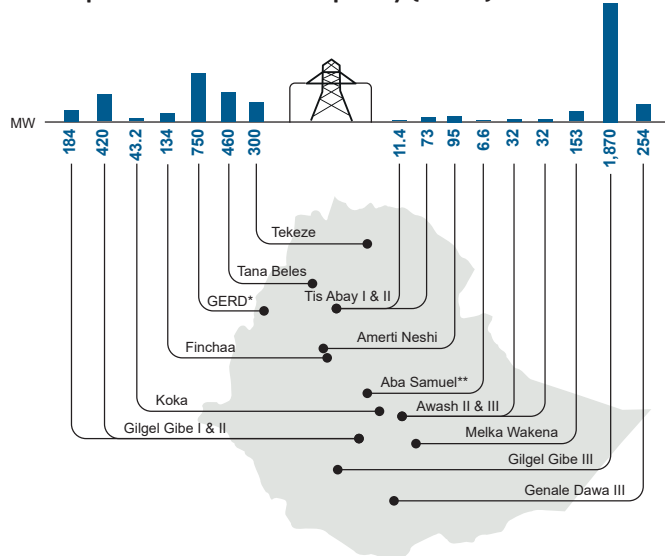 MW
184
420
43.2
134
750
460
300
11.4
73
95
6.6
32
32
153
1,870
254
Tekeze
Tana Beles
GERD*
Tis Abay I & II
Amerti Neshi
Finchaa
Aba Samuel**
Koka
Awash II & III
Gilgel Gibe I & II
Melka Wakena
Gilgel Gibe III
Genale Dawa III